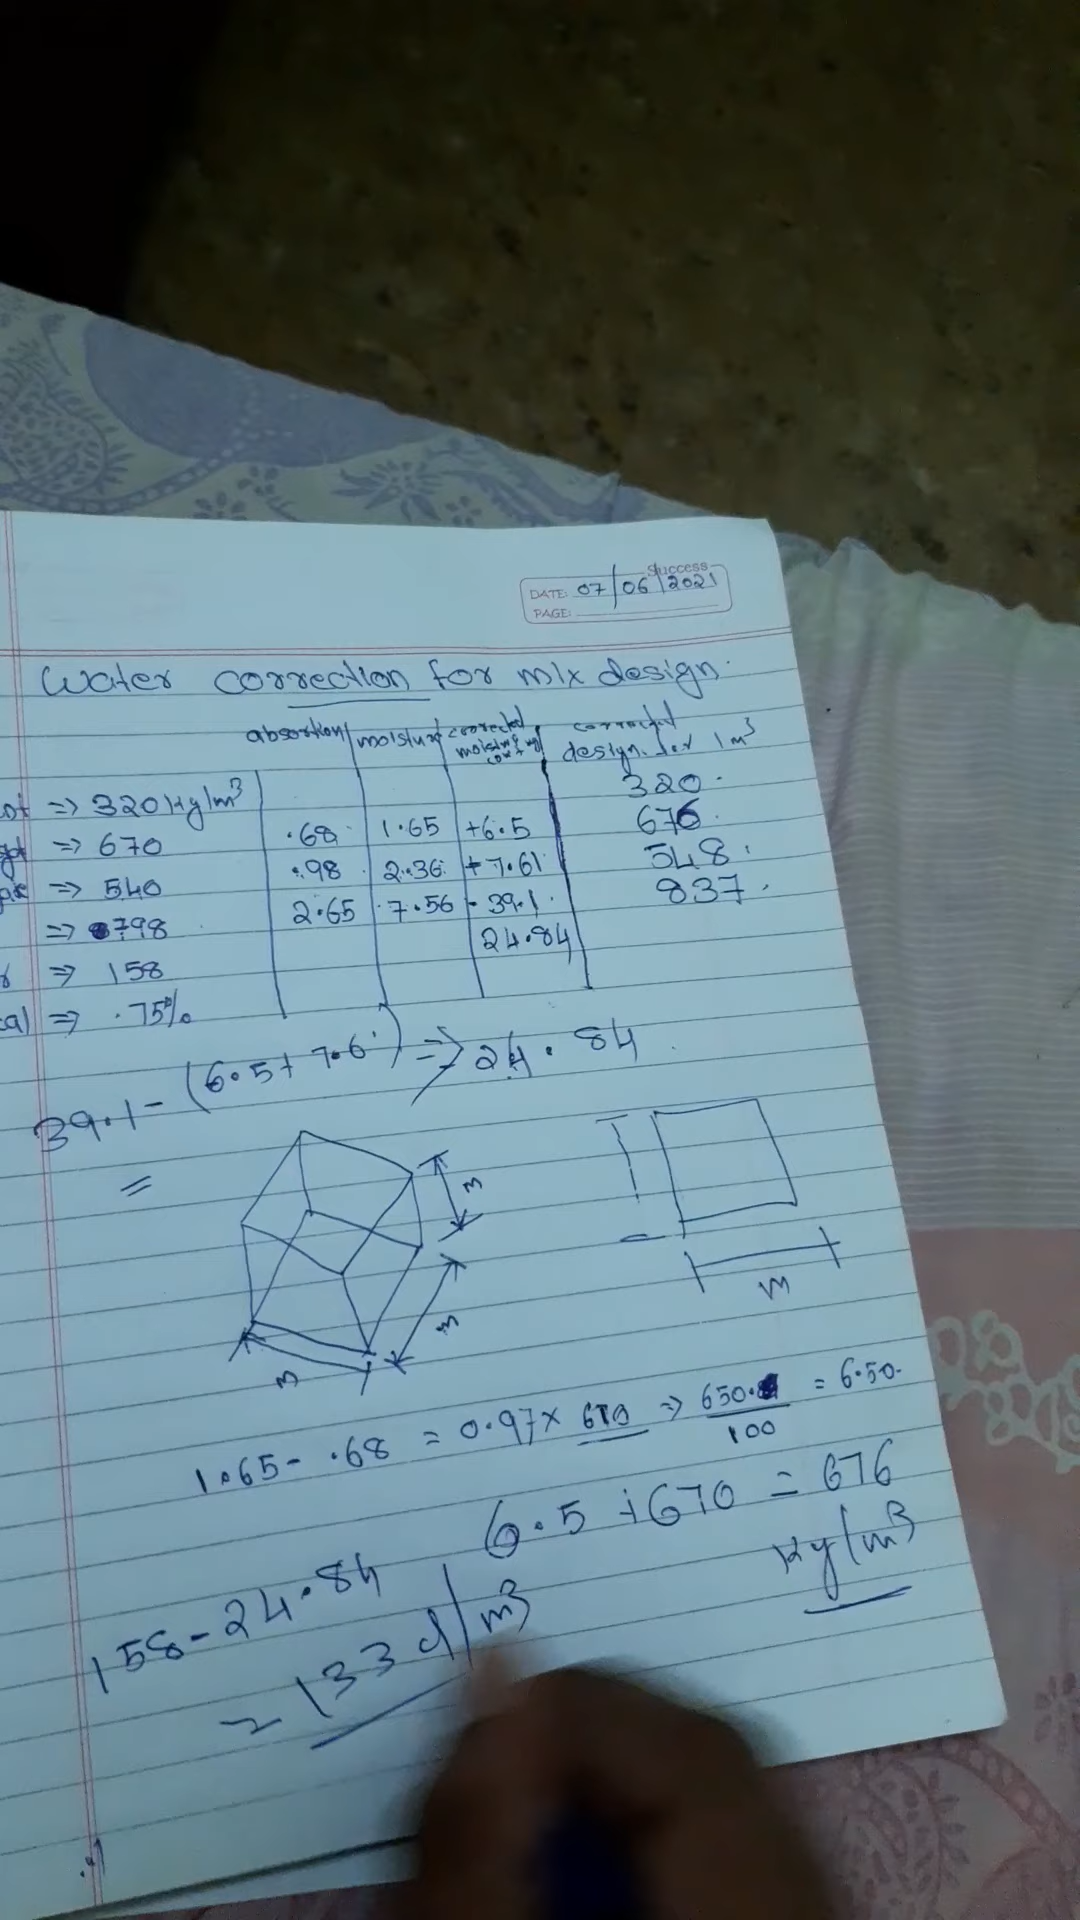 Success
DATE: 07/06/2021
PAGE:
Water correction for mix design.
absortion moisture corrected corrected
design. for 1m³
=> 320 kg/m³ 320.
=> 670 .68 1.65 +6.5 676.
=> 540 .98 2.36 +7.61 548.
=> 798 2.65 7.56 - 39.1 837.
24.84
=> 158
=> .75%
39.1 - (6.5 + 7.6 ) => 24.84
=
m
m
m
m
1.65 - .68 = 0.97 x 670 => 650. / 100 = 6.50.
6.5 + 670 = 676
kg/m³
158 - 24.84
= 133 l/m³